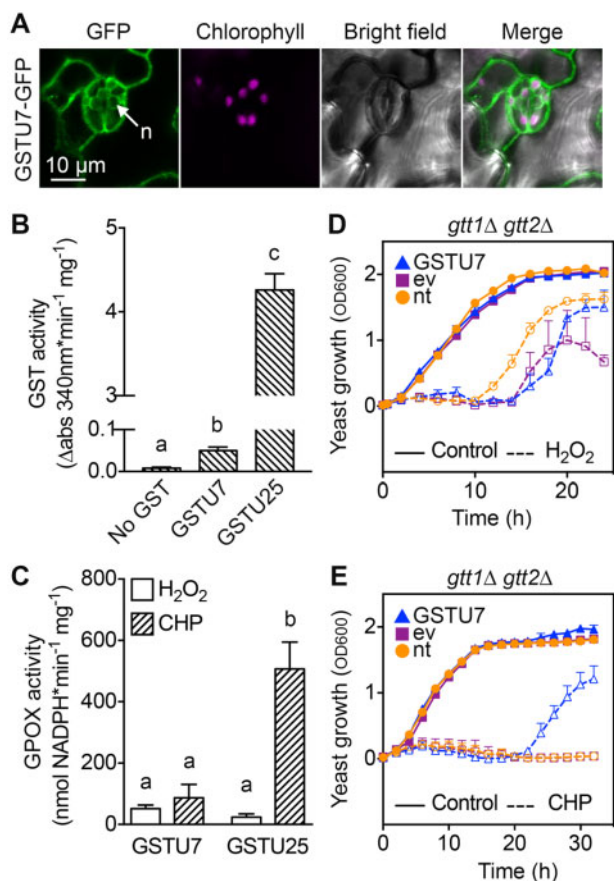 A
GFP Chlorophyll Bright field Merge
GSTU7-GFP
n
10 µm
B
GST activity
(Δabs 340nm*min⁻¹ mg⁻¹)
5
4
3
0.1
0.0
a
b
c
No GST
GSTU7
GSTU25
C
GPOX activity
(nmol NADPH*min⁻¹ mg⁻¹)
800
600
400
200
0
H₂O₂
CHP
a a a b
GSTU7 GSTU25
D
gtt1Δ gtt2Δ
GSTU7
ev
nt
Yeast growth (OD600)
2
1
0
Control H₂O₂
0 10 20
Time (h)
E
gtt1Δ gtt2Δ
GSTU7
ev
nt
Yeast growth (OD600)
2
1
0
Control CHP
0 10 20 30
Time (h)